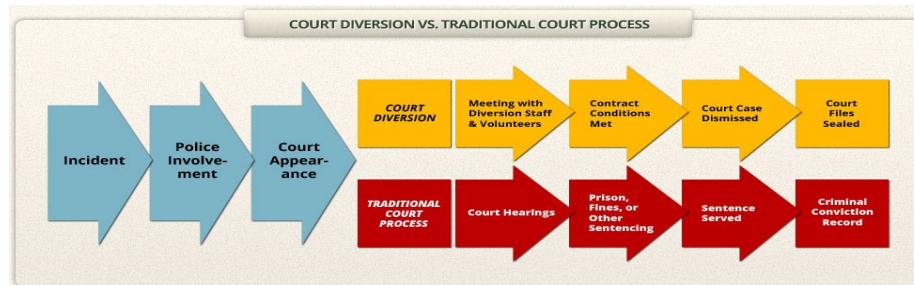 COURT DIVERSION VS. TRADITIONAL COURT PROCESS
Incident
Police
Involve-
ment
Court
Appear-
ance
COURT
DIVERSION
Meeting with
Diversion Staff
& Volunteers
Contract
Conditions
Met
Court Case
Dismissed
Court
Files
Sealed
TRADITIONAL
COURT
PROCESS
Court Hearings
Prison,
Fines, or
Other
Sentencing
Sentence
Served
Criminal
Conviction
Record